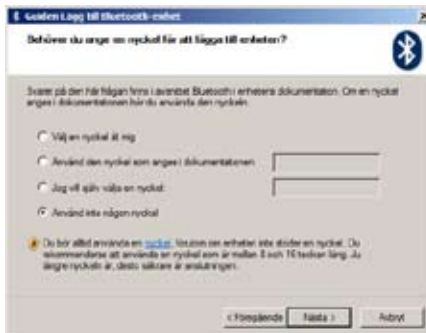 Guiden Lägg till Bluetooth-enhet
Behöver du ange en nyckel för att lägga till enheten?
Svaret på den här frågan finns i avsnittet Bluetooth i enhetens dokumentation. Om en nyckel
anges i dokumentationen bör du använda den nyckeln.
Välj en nyckel åt mig
Använd den nyckel som anges i dokumentationen:
Jag vill själv välja en nyckel:
Använd inte någon nyckel
Du bör alltid använda en nyckel, förutom om enheten inte stöder en nyckel. Du
rekommenderas att använda en nyckel som är mellan 8 och 16 tecken lång. Ju
längre nyckeln är, desto säkrare är anslutningen.
< Föregående
Nästa >
Avbryt